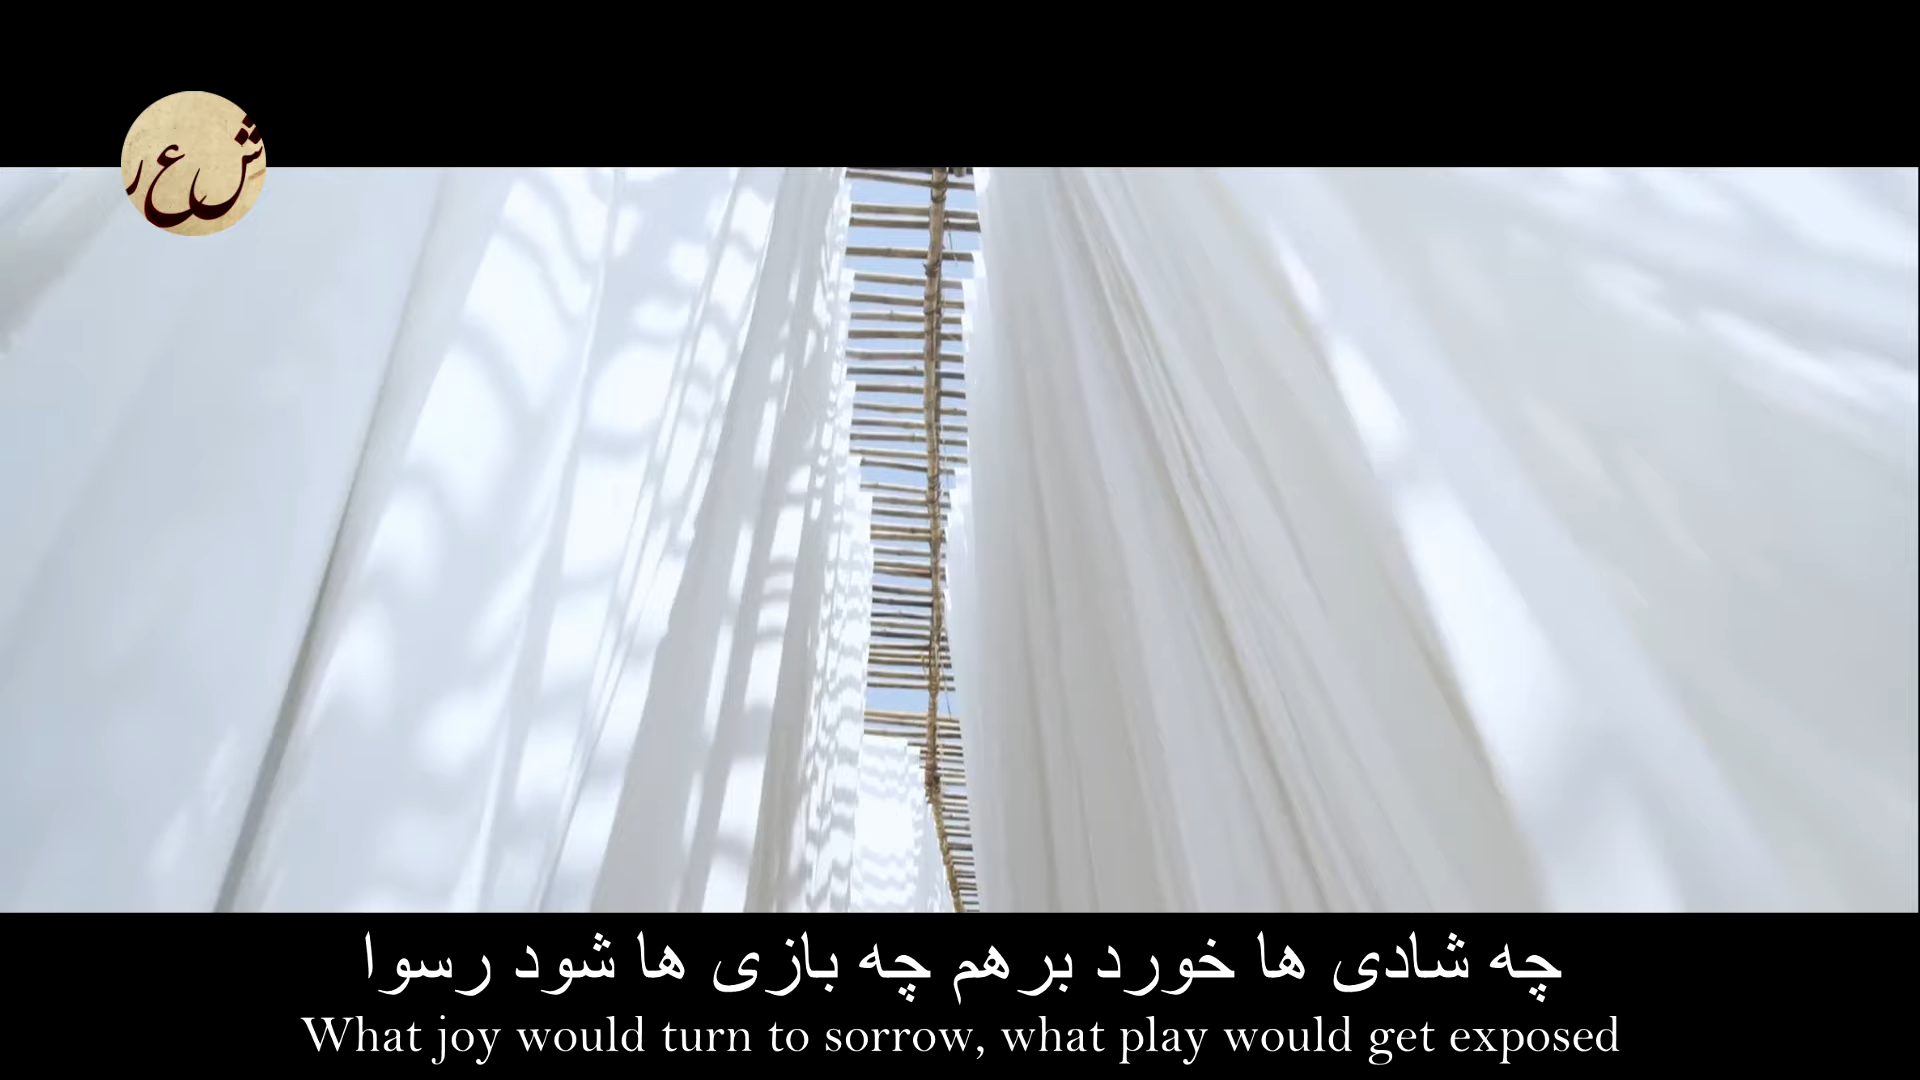 ش ع ر
چه شادی ها خورد برهم چه بازی ها شود رسوا
What joy would turn to sorrow, what play would get exposed